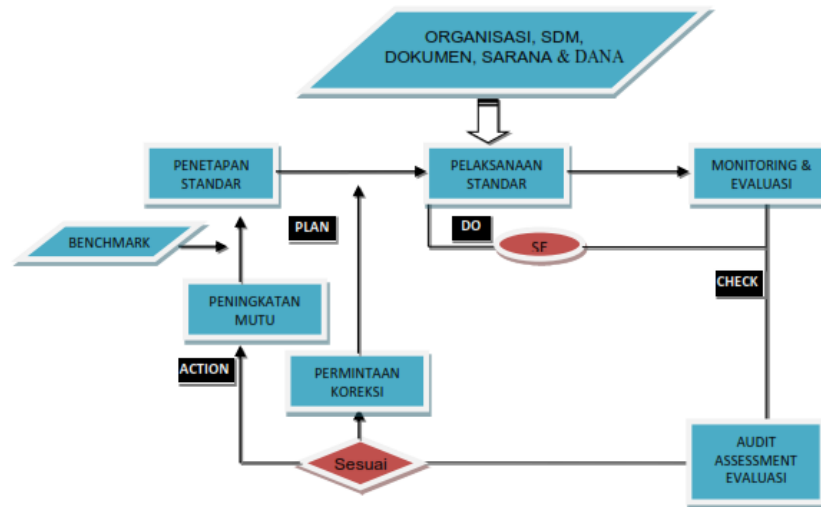 ORGANISASI, SDM,
DOKUMEN, SARANA & DANA
PENETAPAN
STANDAR
PELAKSANAAN
STANDAR
MONITORING &
EVALUASI
PLAN
DO
BENCHMARK
CHECK
PENINGKATAN
MUTU
ACTION
PERMINTAAN
KOREKSI
Sesuai
AUDIT
ASSESSMENT
EVALUASI